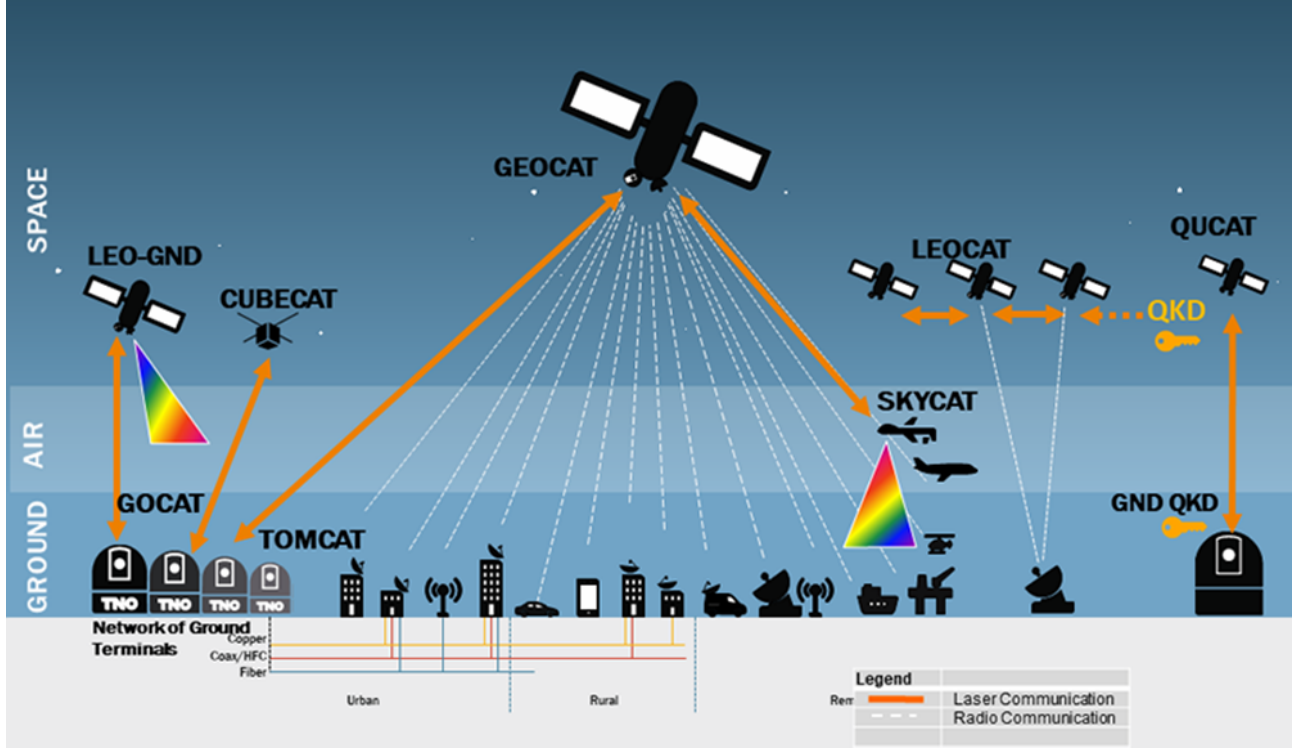 SPACE
AIR
GROUND
GEOCAT
LEO-GND
CUBECAT
LEOCAT
QUCAT
QKD
SKYCAT
GOCAT
TOMCAT
GND QKD
TNO
TNO
TNO
TNO
Network of Ground
Terminals
Copper
Coax/HFC
Fiber
Urban
Rural
Rem
Legend
Laser Communication
Radio Communication